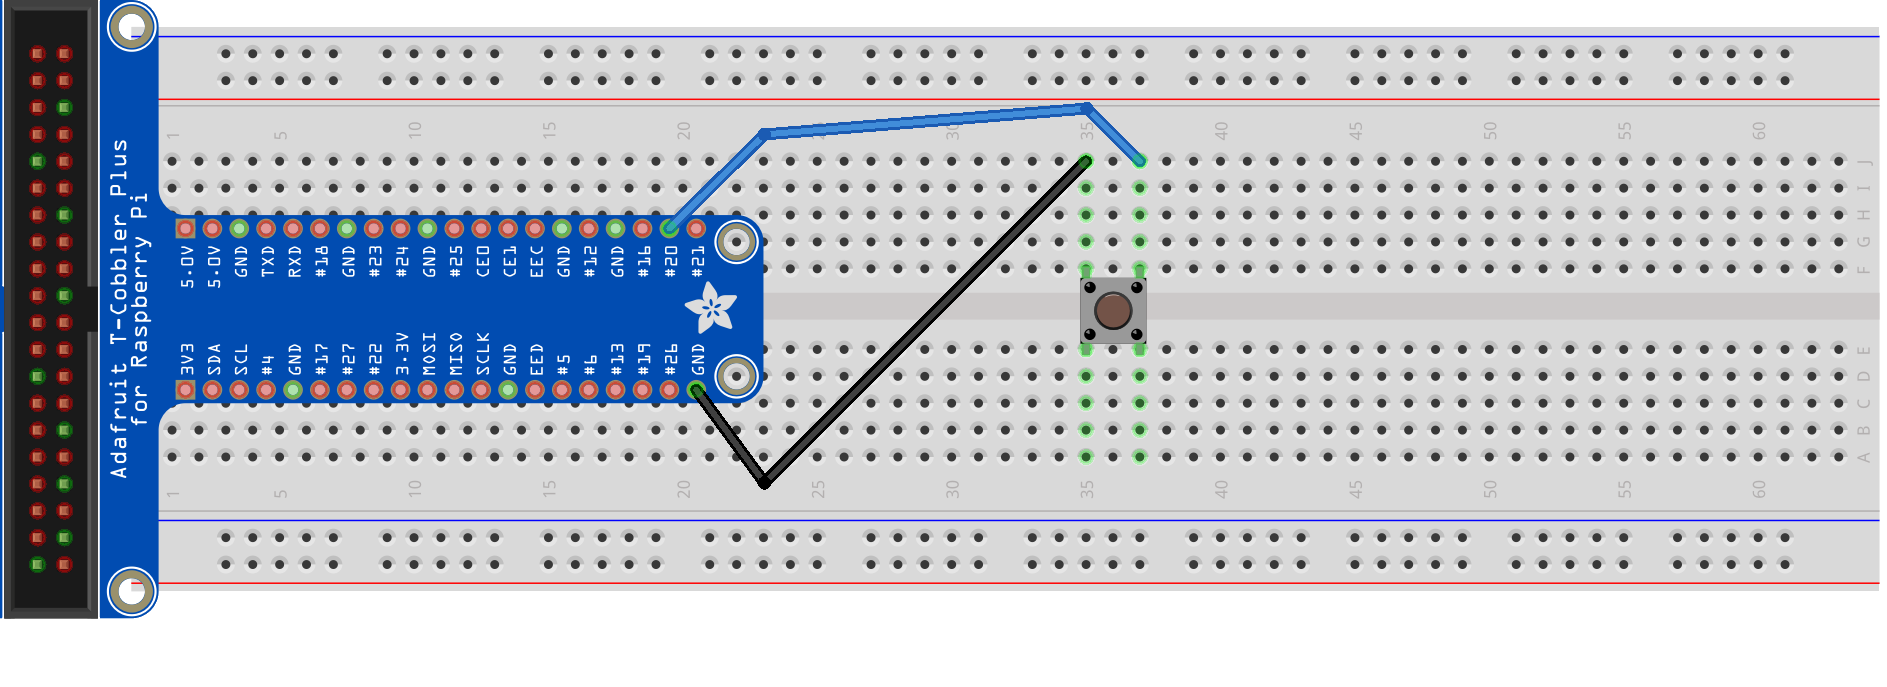 Adafruit T-Cobbler Plus
for Raspberry Pi
1 5 10 15 20 30 35 40 45 50 55 60
J
I
H
G
F
5.0V 5.0V GND TXD RXD #18 GND #23 #24 GND #25 CE0 CE1 EEC GND #12 GND #16 #20 #21
3V3 SDA SCL #4 GND #17 #27 #22 3.3V MOSI MISO SCLK GND EED #5 #6 #13 #19 #26 GND
E
D
C
B
A
1 5 10 15 20 25 30 35 40 45 50 55 60